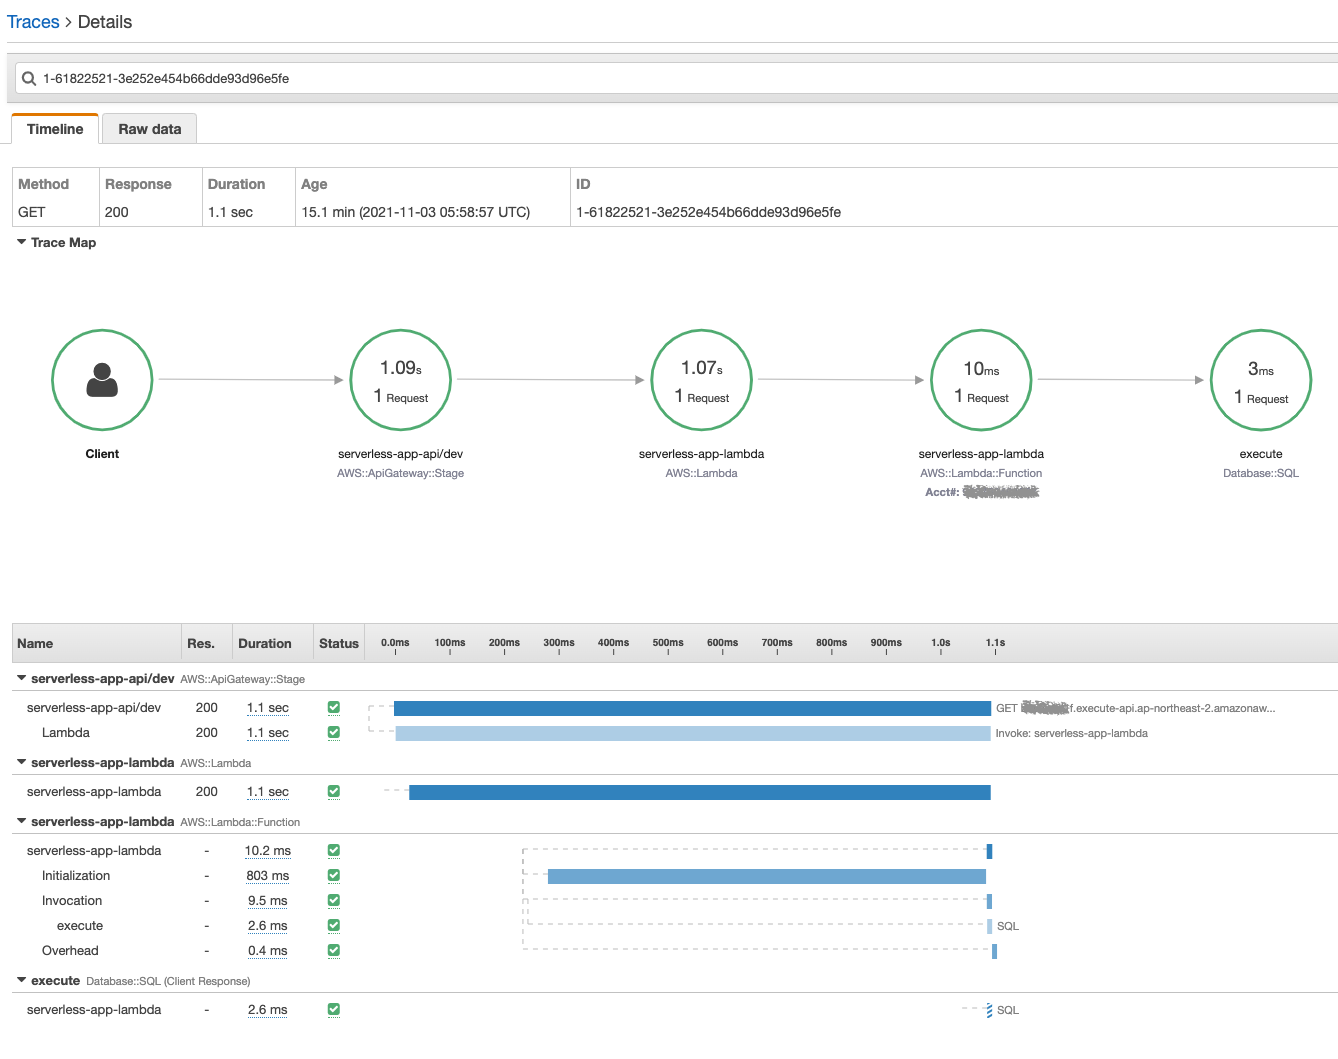 Traces > Details
1-61822521-3e252e454b66dde93d96e5fe
Timeline Raw data
Method Response Duration Age ID
GET 200 1.1 sec 15.1 min (2021-11-03 05:58:57 UTC) 1-61822521-3e252e454b66dde93d96e5fe
Trace Map
1.09s 1.07s 10ms 3ms
1 Request 1 Request 1 Request 1 Request
Client serverless-app-api/dev serverless-app-lambda serverless-app-lambda execute
AWS::ApiGateway::Stage AWS::Lambda AWS::Lambda::Function Database::SQL
Acct#:
Name Res. Duration Status 0.0ms 100ms 200ms 300ms 400ms 500ms 600ms 700ms 800ms 900ms 1.0s 1.1s
serverless-app-api/dev AWS::ApiGateway::Stage
serverless-app-api/dev 200 1.1 sec GET f.execute-api.ap-northeast-2.amazonaw...
Lambda 200 1.1 sec Invoke: serverless-app-lambda
serverless-app-lambda AWS::Lambda
serverless-app-lambda 200 1.1 sec
serverless-app-lambda AWS::Lambda::Function
serverless-app-lambda - 10.2 ms
Initialization - 803 ms
Invocation - 9.5 ms
execute - 2.6 ms SQL
Overhead - 0.4 ms
execute Database::SQL (Client Response)
serverless-app-lambda - 2.6 ms SQL